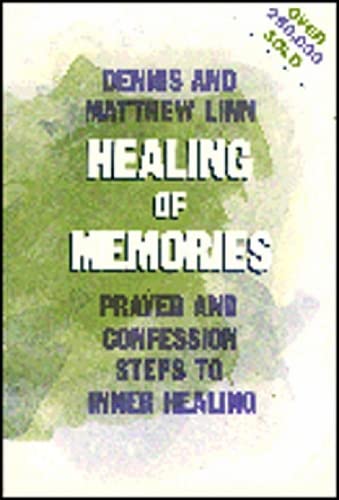 OVER
250,000
SOLD
DENNIS AND
MATTHEW LINN
HEALING
OF
MEMORIES
PRAYER AND
CONFESSION
STEPS TO
INNER HEALING